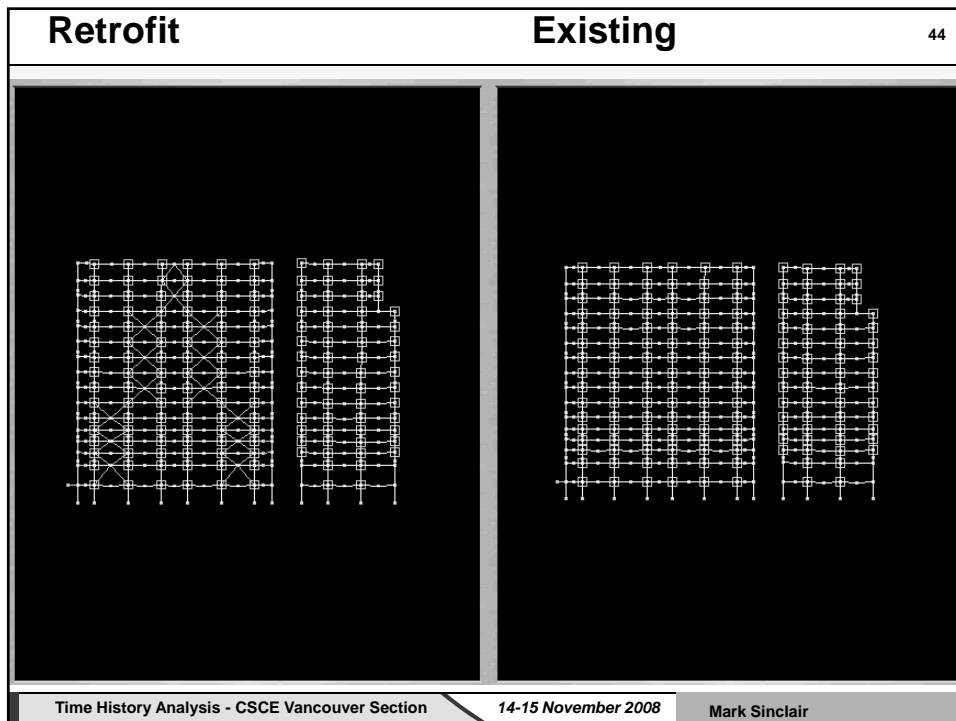 Retrofit Existing 44
Time History Analysis - CSCE Vancouver Section 14-15 November 2008 Mark Sinclair